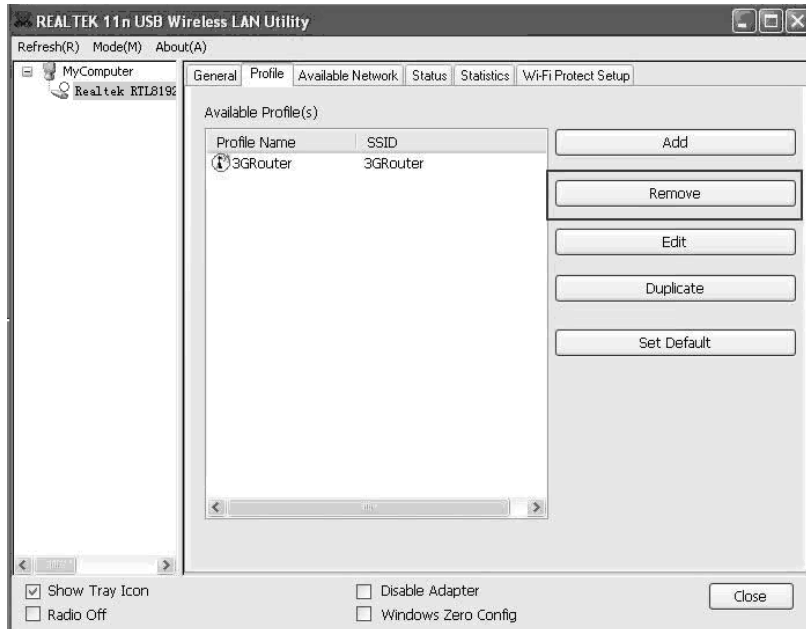 REALTEK 11n USB Wireless LAN Utility
Refresh(R) Mode(M) About(A)
MyComputer
Realtek RTL8192
General Profile Available Network Status Statistics Wi-Fi Protect Setup
Available Profile(s)
Profile Name SSID
3GRouter 3GRouter
Add
Remove
Edit
Duplicate
Set Default
Show Tray Icon
Radio Off
Disable Adapter
Windows Zero Config
Close